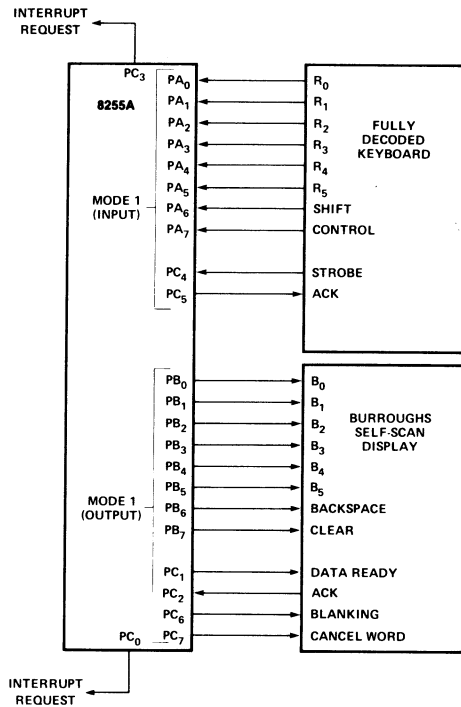 INTERRUPT
REQUEST
PC3
8255A
MODE 1
(INPUT)
PA0
PA1
PA2
PA3
PA4
PA5
PA6
PA7
PC4
PC5
R0
R1
R2
R3
R4
R5
SHIFT
CONTROL
STROBE
ACK
FULLY
DECODED
KEYBOARD
MODE 1
(OUTPUT)
PB0
PB1
PB2
PB3
PB4
PB5
PB6
PB7
PC1
PC2
PC6
PC7
B0
B1
B2
B3
B4
B5
BACKSPACE
CLEAR
DATA READY
ACK
BLANKING
CANCEL WORD
BURROUGHS
SELF-SCAN
DISPLAY
PC0
INTERRUPT
REQUEST